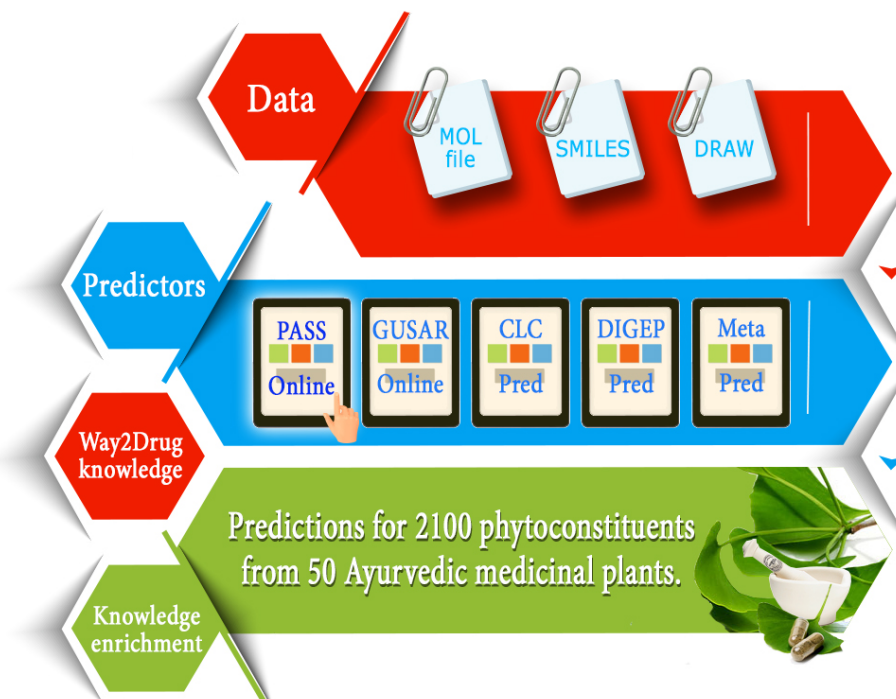 Data
MOL
file
SMILES
DRAW
Predictors
PASS
Online
GUSAR
Online
CLC
Pred
DIGEP
Pred
Meta
Pred
Way2Drug
knowledge
Predictions for 2100 phytoconstituents
from 50 Ayurvedic medicinal plants.
Knowledge
enrichment